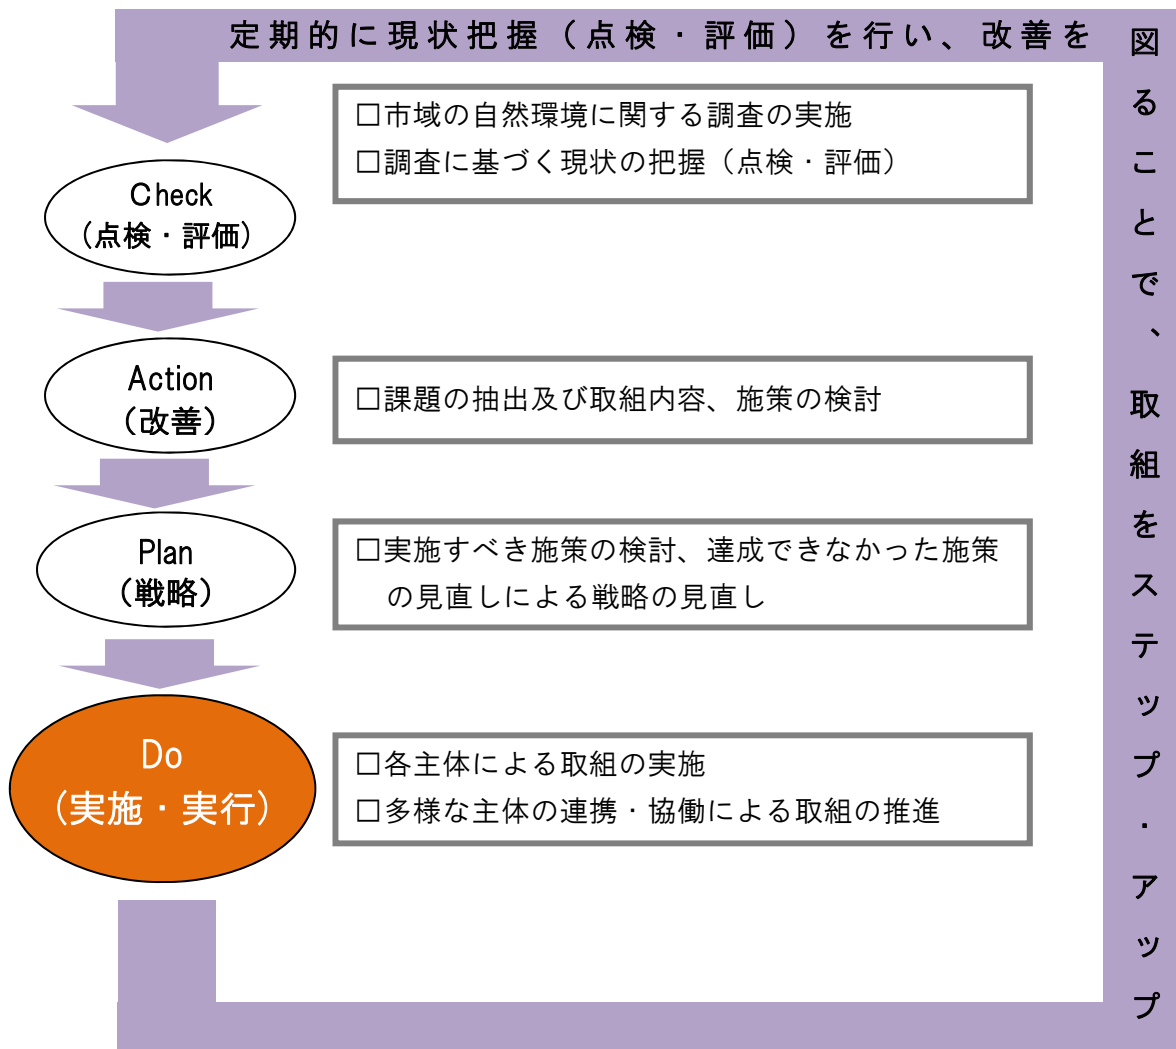 定期的に現状把握（点検・評価）を行い、改善を
図ることで、取組をステップ・アップ
□市域の自然環境に関する調査の実施
□調査に基づく現状の把握（点検・評価）
Check
（点検・評価）
Action
（改善）
□課題の抽出及び取組内容、施策の検討
Plan
（戦略）
□実施すべき施策の検討、達成できなかった施策
の見直しによる戦略の見直し
Do
（実施・実行）
□各主体による取組の実施
□多様な主体の連携・協働による取組の推進